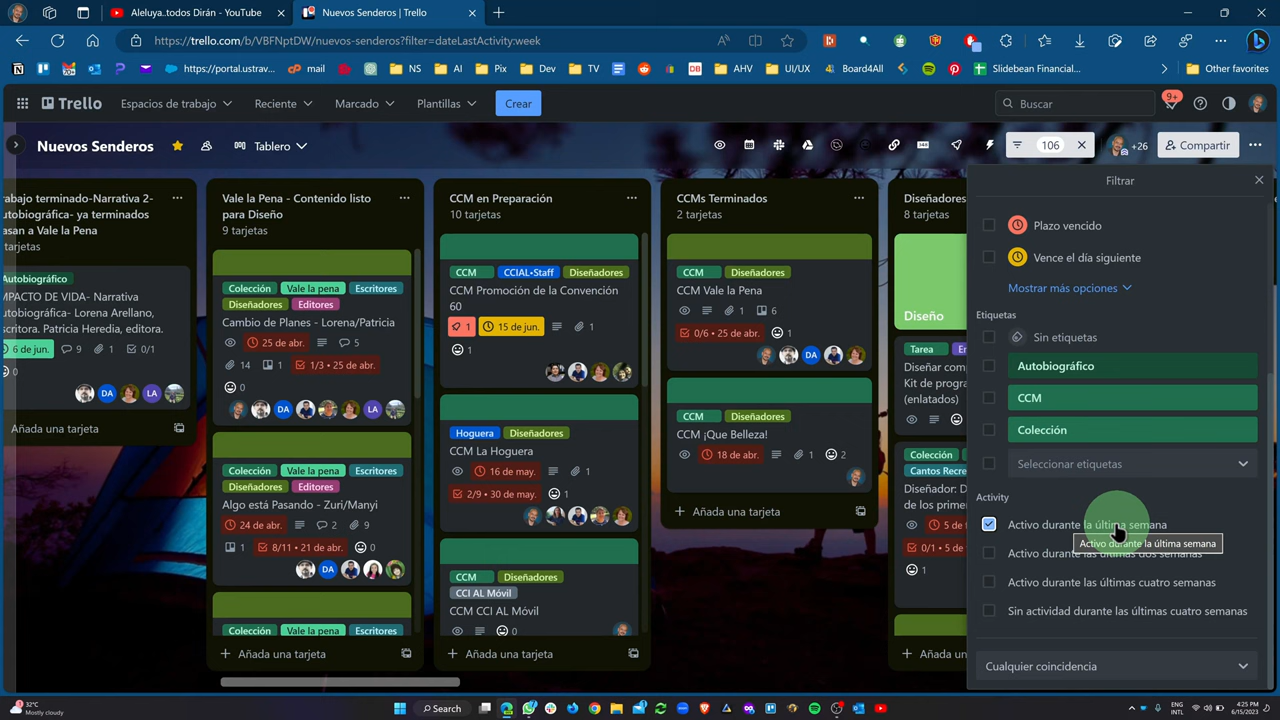 Aleluya..todos Dirán - YouTube
Nuevos Senderos | Trello
https://trello.com/b/VBFNptDW/nuevos-senderos?filter=dateLastActivity:week
https://portal.ustrav...
mail
NS
AI
Pix
Dev
TV
AHV
UI/UX
Board4All
Slidebean Financial...
Other favorites
Trello
Espacios de trabajo
Reciente
Marcado
Plantillas
Crear
Buscar
9+
Nuevos Senderos
Tablero
106
+26
Compartir
rabajo terminado-Narrativa 2-
utobiográfica- ya terminados
asan a Vale la Pena
tarjetas
Autobiográfico
MPACTO DE VIDA- Narrativa
utobiográfica- Lorena Arellano,
scritora. Patricia Heredia, editora.
6 de jun.
9
1
0/1
0
DA
LA
Añada una tarjeta
Vale la Pena - Contenido listo
para Diseño
9 tarjetas
Colección
Vale la pena
Escritores
Diseñadores
Editores
Cambio de Planes - Lorena/Patricia
25 de abr.
5
14
1
1/3 • 25 de abr.
0
DA
LA
Colección
Vale la pena
Escritores
Diseñadores
Editores
Algo está Pasando - Zuri/Manyi
24 de abr.
2
9
1
8/11 • 21 de abr.
0
DA
Colección
Vale la pena
Escritores
Añada una tarjeta
CCM en Preparación
10 tarjetas
CCM
CCIAL•Staff
Diseñadores
CCM Promoción de la Convención
60
1
15 de jun.
1
1
Hoguera
Diseñadores
CCM La Hoguera
16 de may.
1
2/9 • 30 de may.
1
CCM
Diseñadores
CCI AL Móvil
CCM CCI AL Móvil
0
Añada una tarjeta
CCMs Terminados
2 tarjetas
CCM
Diseñadores
CCM Vale la Pena
1
6
0/6 • 25 de abr.
1
DA
CCM
Diseñadores
CCM ¡Que Belleza!
18 de abr.
1
2
Añada una tarjeta
Diseñadores
8 tarjetas
Diseño
Tarea
Diseñar com
Kit de progra
(enlatados)
Colección
Cantos Recre
Diseñador: D
de los primer
5 de f
0/1 • 5 de
1
Añada un
Filtrar
Plazo vencido
Vence el día siguiente
Mostrar más opciones
Etiquetas
Sin etiquetas
Autobiográfico
CCM
Colección
Seleccionar etiquetas
Activity
Activo durante la última semana
Activo durante la última semana
Activo durante las últimas dos semanas
Activo durante las últimas cuatro semanas
Sin actividad durante las últimas cuatro semanas
Cualquier coincidencia
32°C
Mostly cloudy
Search
ENG
INTL
4:25 PM
6/15/2023